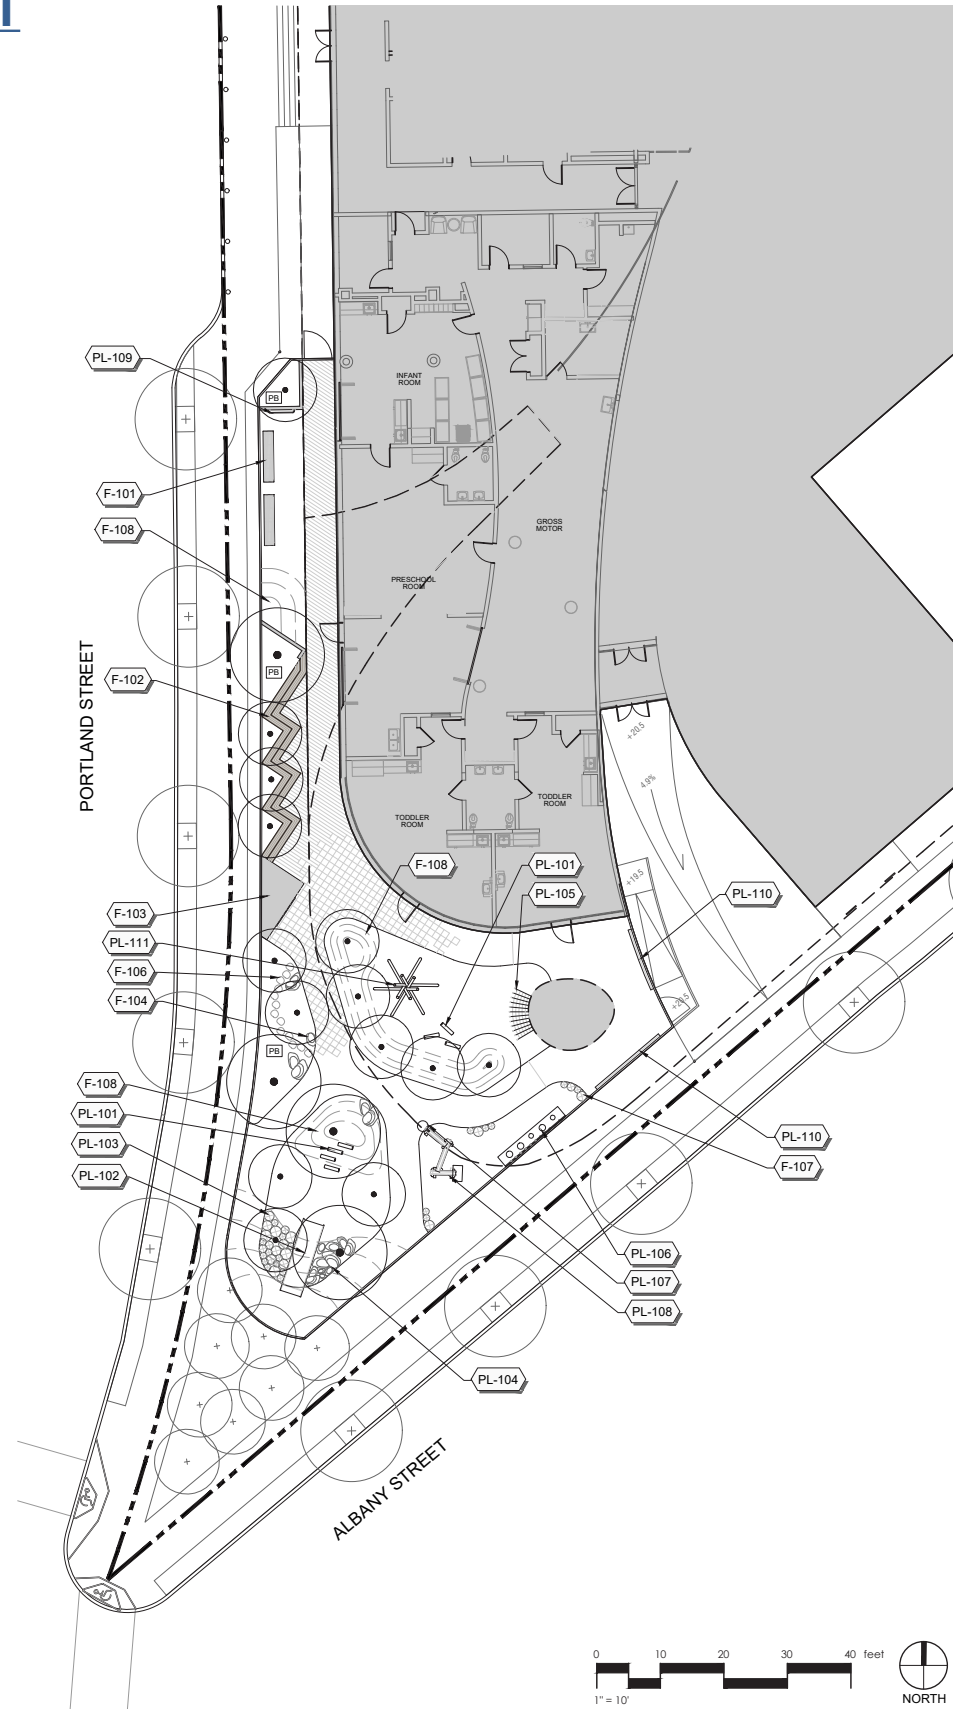 PL-109
PB
INFANT
ROOM
F-101
F-108
GROSS
MOTOR
PRESCHOOL
ROOM
PORTLAND STREET
F-102
PB
+20.5
4.9%
TODDLER
ROOM
TODDLER
ROOM
F-108
PL-101
+19.5
PL-105
PL-110
F-103
PL-111
F-106
F-104
+20.5
PB
F-108
PL-101
PL-103
PL-110
F-107
PL-102
PL-106
PL-107
PL-108
PL-104
ALBANY STREET
0 10 20 30 40 feet
1" = 10'
NORTH